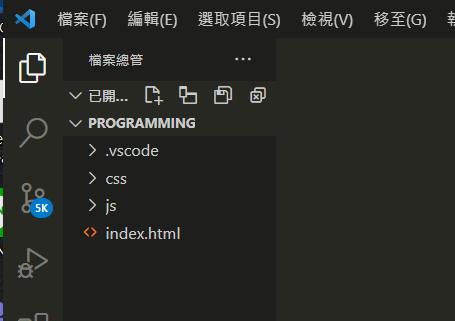 檔案(F) 編輯(E) 選取項目(S) 檢視(V) 移至(G)
檔案總管 ...
已開...
PROGRAMMING
.vscode
css
js
5K
index.html